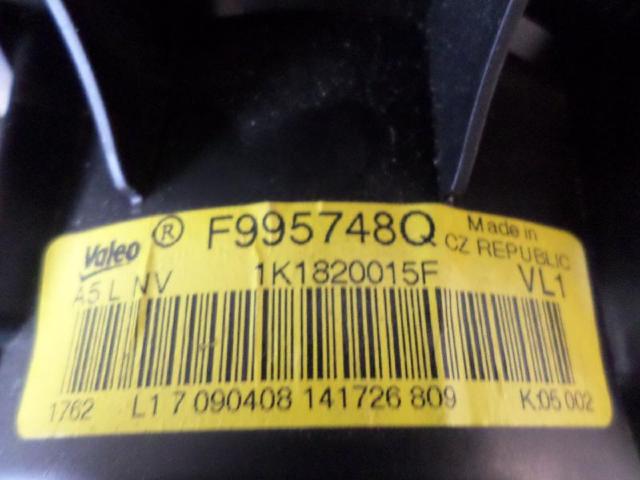 Valeo ® F995748Q Made in
CZ REPUBLIC
A5 L NV 1K1820015F VL1
1762 L1 7 090408 141726 809 K:05 002